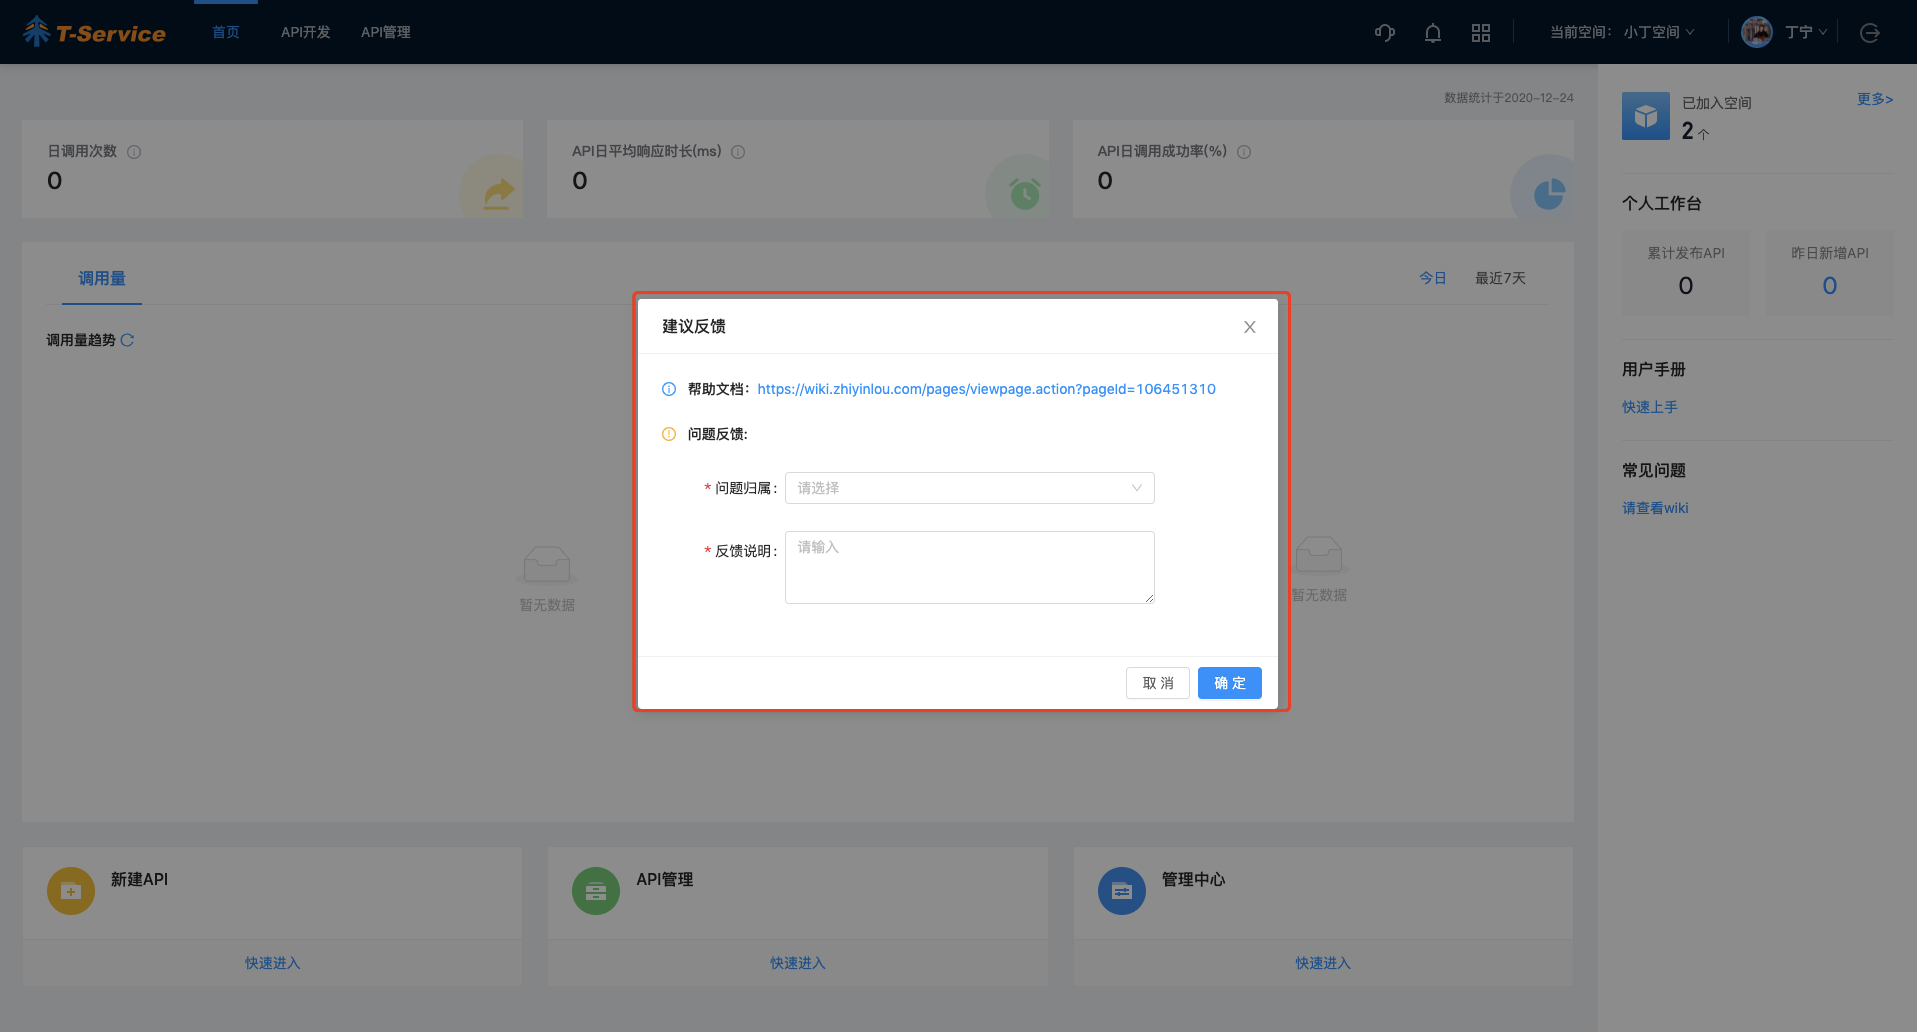 T-Service
首页
API开发
API管理
当前空间： 小丁空间
丁宁
数据统计于2020-12-24
日调用次数
0
API日平均响应时长(ms)
0
API日调用成功率(%)
0
已加入空间
更多>
2个
个人工作台
累计发布API
0
昨日新增API
0
用户手册
快速上手
常见问题
请查看wiki
调用量
今日
最近7天
调用量趋势
暂无数据
暂无数据
建议反馈
帮助文档：https://wiki.zhiyinlou.com/pages/viewpage.action?pageId=106451310
问题反馈:
* 问题归属： 请选择
* 反馈说明： 请输入
取 消
确 定
新建API
快速进入
API管理
快速进入
管理中心
快速进入